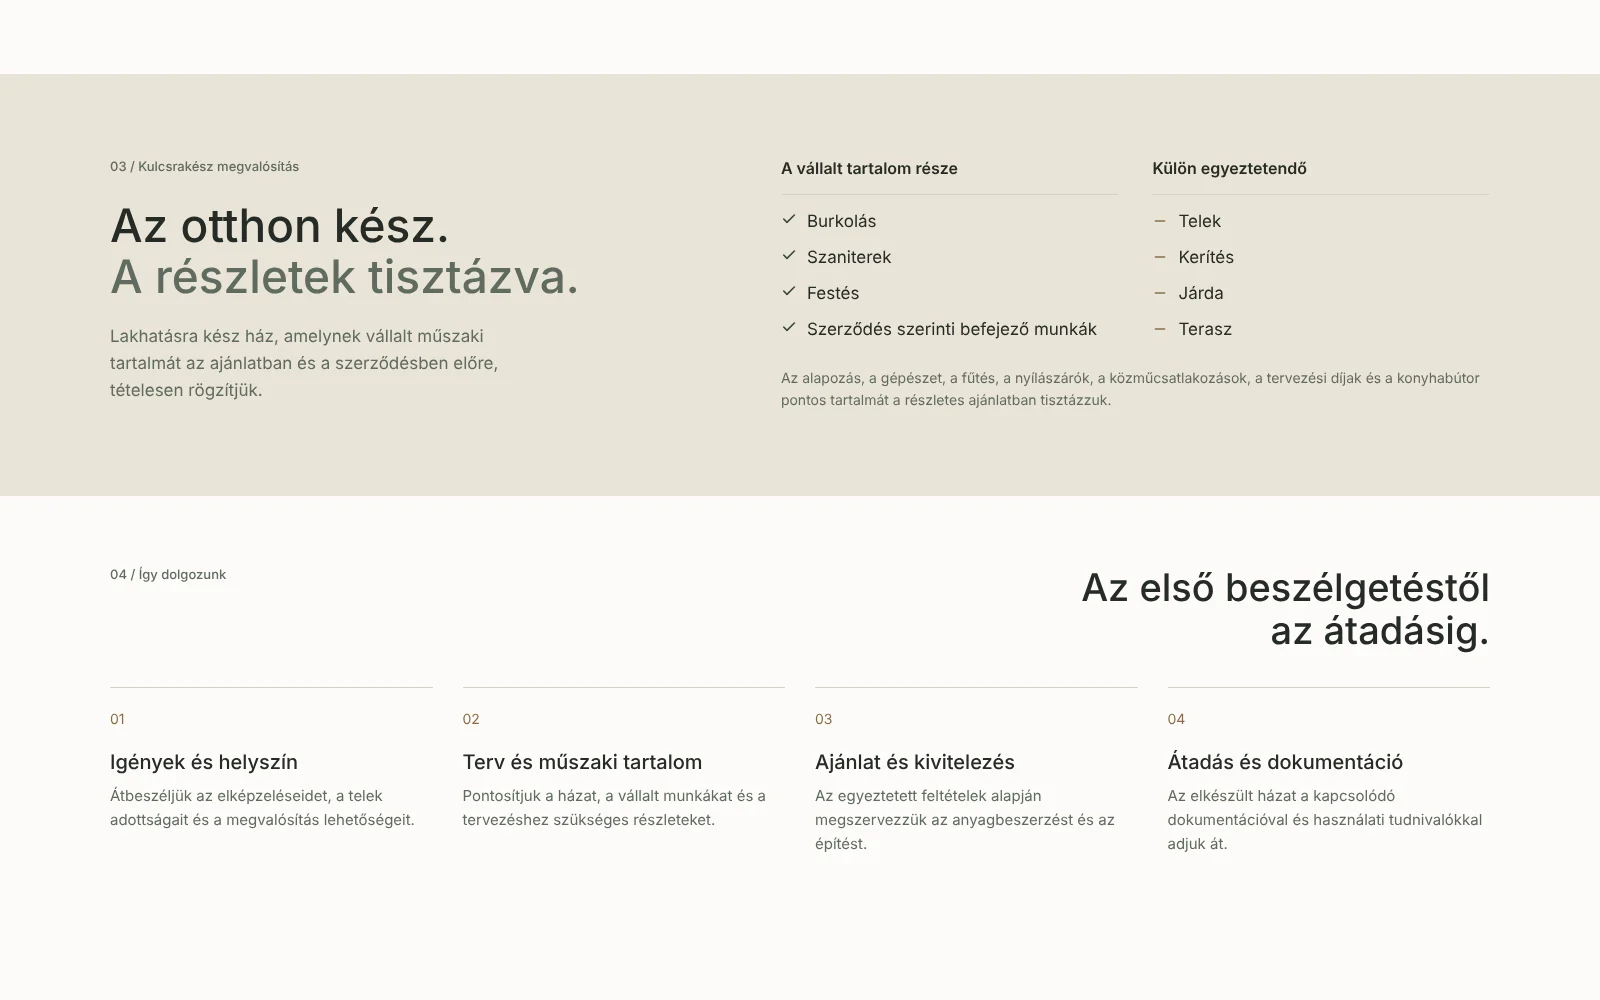 03 / Kulcsrakész megvalósítás
Az otthon kész.
A részletek tisztázva.
Lakhatásra kész ház, amelynek vállalt műszaki
tartalmát az ajánlatban és a szerződésben előre,
tételesen rögzítjük.
A vállalt tartalom része
Burkolás
Szaniterek
Festés
Szerződés szerinti befejező munkák
Külön egyeztetendő
Telek
Kerítés
Járda
Terasz
Az alapozás, a gépészet, a fűtés, a nyílászárók, a közműcsatlakozások, a tervezési díjak és a konyhabútor
pontos tartalmát a részletes ajánlatban tisztázzuk.
04 / Így dolgozunk
Az első beszélgetéstől
az átadásig.
01
Igények és helyszín
Átbeszéljük az elképzeléseidet, a telek
adottságait és a megvalósítás lehetőségeit.
02
Terv és műszaki tartalom
Pontosítjuk a házat, a vállalt munkákat és a
tervezéshez szükséges részleteket.
03
Ajánlat és kivitelezés
Az egyeztetett feltételek alapján
megszervezzük az anyagbeszerzést és az
építést.
04
Átadás és dokumentáció
Az elkészült házat a kapcsolódó
dokumentációval és használati tudnivalókkal
adjuk át.